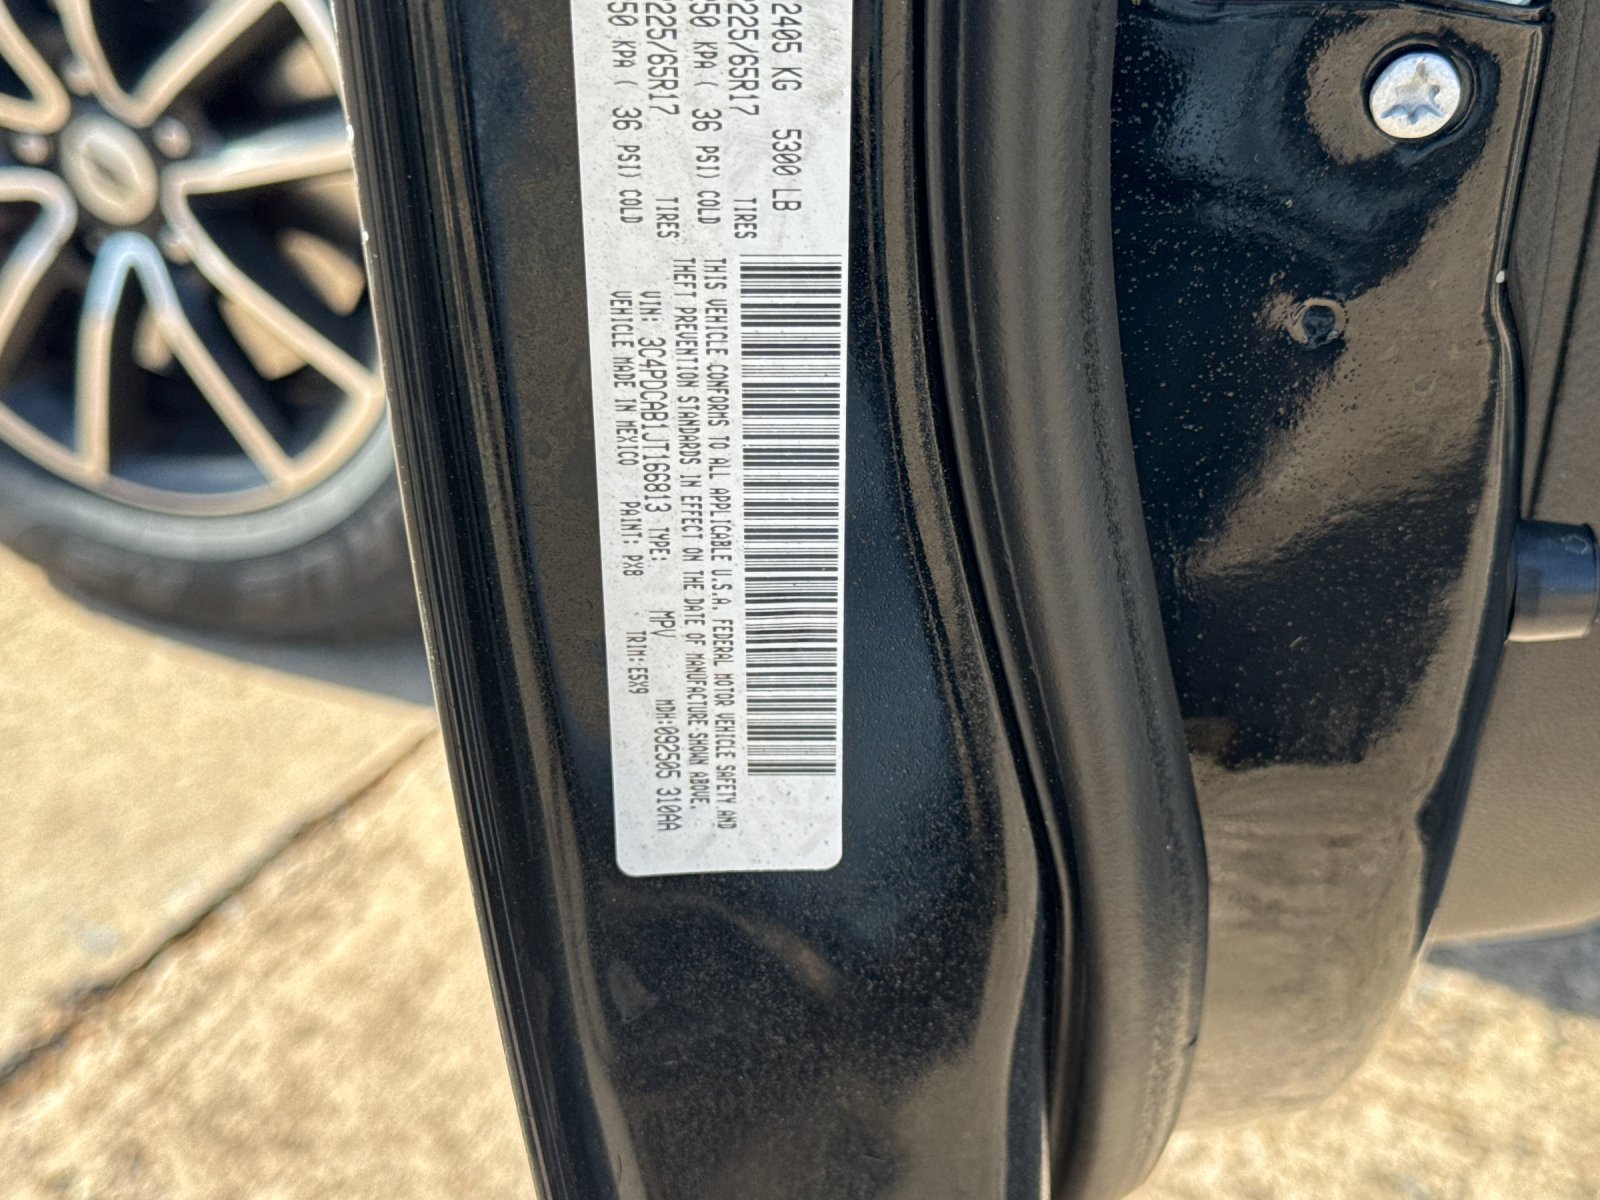 2405 KG 5300 LB
225/65R17 TIRES
250 KPA ( 36 PSI) COLD
225/65R17 TIRES
250 KPA ( 36 PSI) COLD
THIS VEHICLE CONFORMS TO ALL APPLICABLE U.S.A. FEDERAL MOTOR VEHICLE SAFETY AND
THEFT PREVENTION STANDARDS IN EFFECT ON THE DATE OF MANUFACTURE SHOWN ABOVE.
VIN: 3C4PDCAB1JT166813 TYPE: MPV MDH:092505 310AA
VEHICLE MADE IN MEXICO PAINT: PX8 TRIM:E5X9